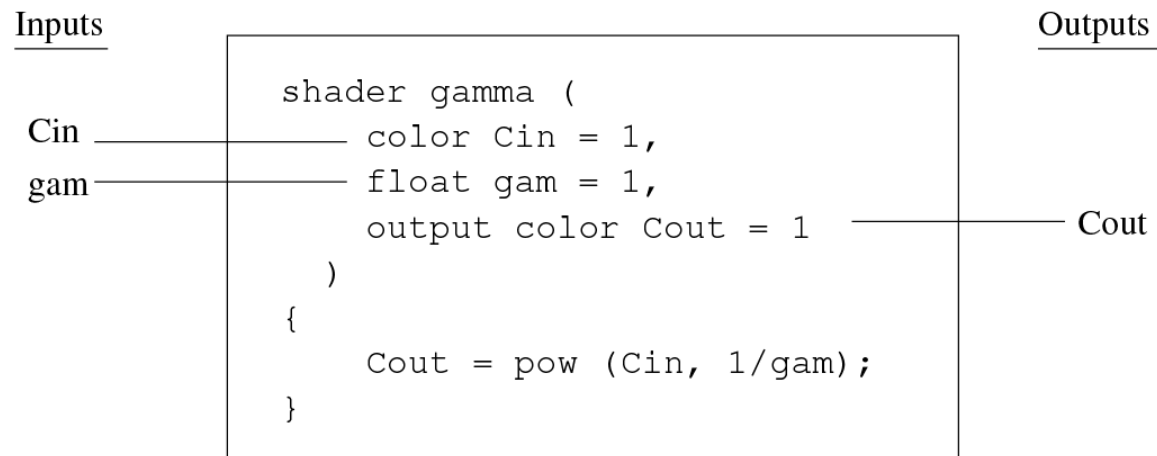 Inputs
Outputs
shader gamma (
Cin
color Cin = 1,
gam
float gam = 1,
output color Cout = 1
Cout
)
{
Cout = pow (Cin, 1/gam);
}